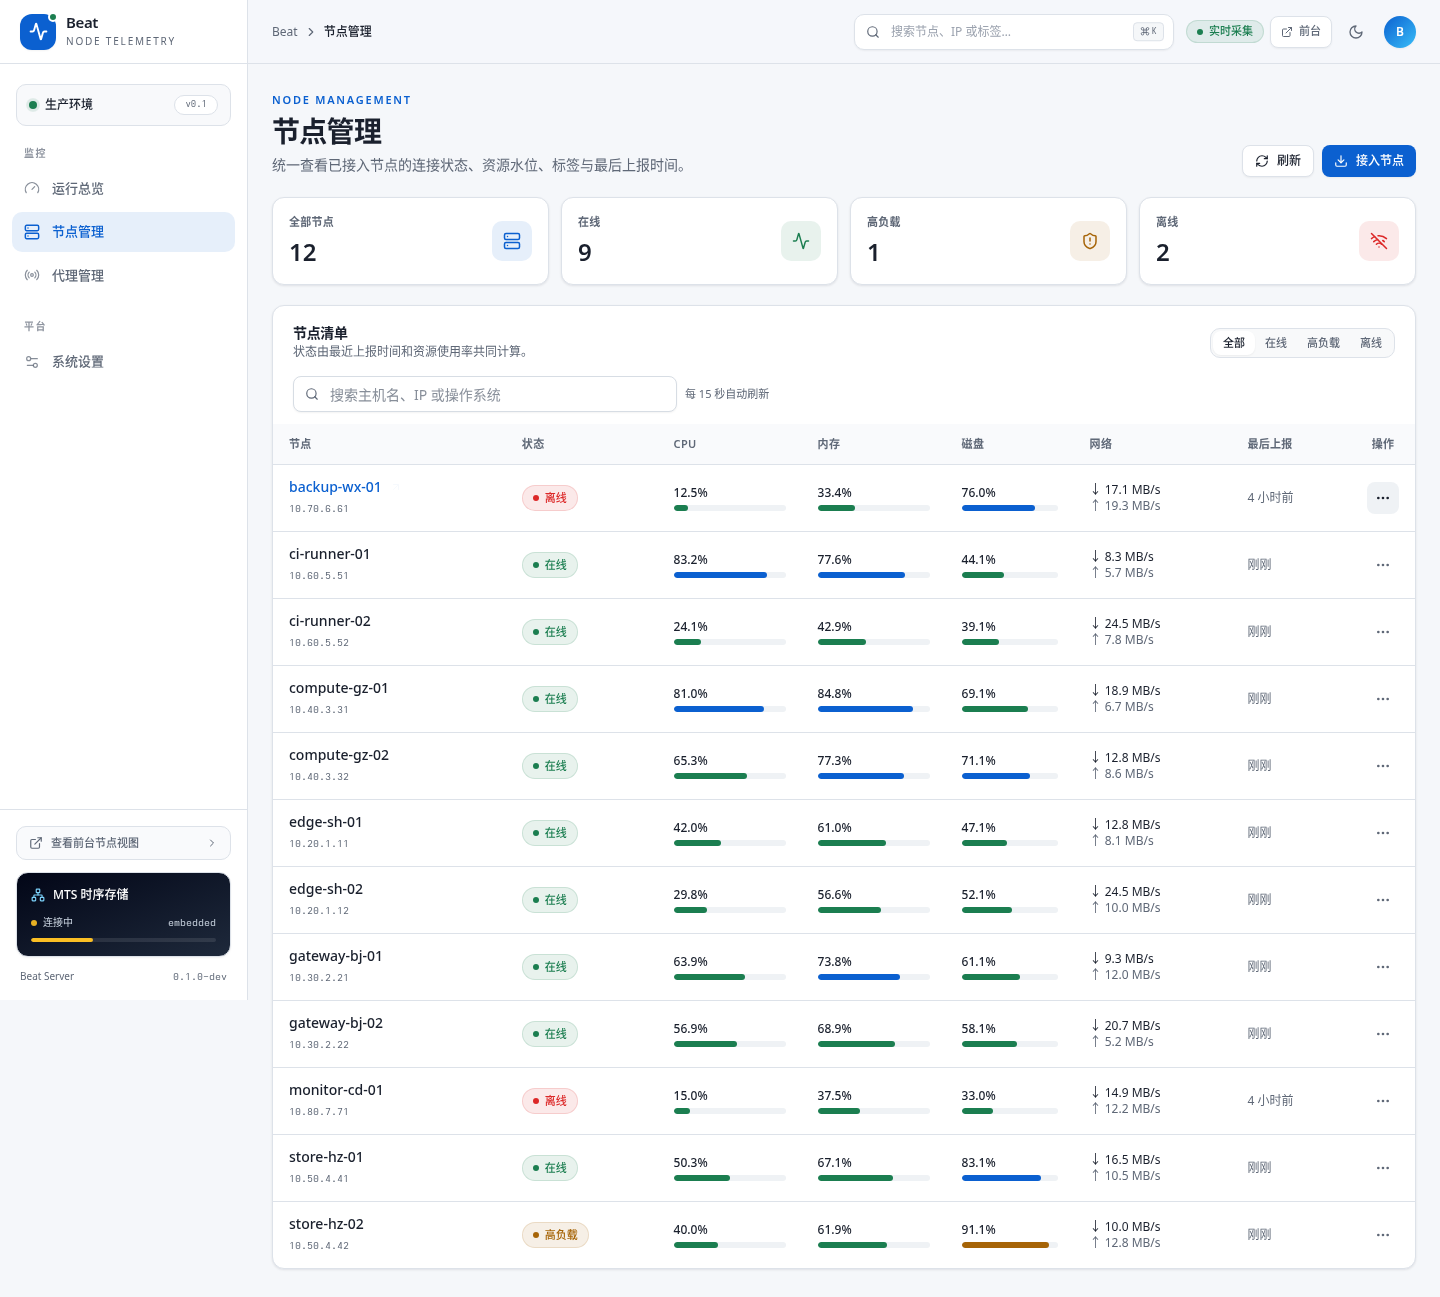 Beat
NODE TELEMETRY
Beat
节点管理
搜索节点、IP 或标签...
⌘K
实时采集
前台
B
生产环境
v0.1
监控
运行总览
节点管理
代理管理
平台
系统设置
查看前台节点视图
MTS 时序存储
连接中
embedded
Beat Server
0.1.0-dev
NODE MANAGEMENT
节点管理
统一查看已接入节点的连接状态、资源水位、标签与最后上报时间。
刷新
接入节点
全部节点
12
在线
9
高负载
1
离线
2
节点清单
状态由最近上报时间和资源使用率共同计算。
全部 在线 高负载 离线
搜索主机名、IP 或操作系统
每 15 秒自动刷新
节点 状态 CPU 内存 磁盘 网络 最后上报 操作
backup-wx-01
10.70.6.61
离线 12.5% 33.4% 76.0%
↓ 17.1 MB/s
↑ 19.3 MB/s
4 小时前
ci-runner-01
10.60.5.51
在线 83.2% 77.6% 44.1%
↓ 8.3 MB/s
↑ 5.7 MB/s
刚刚
ci-runner-02
10.60.5.52
在线 24.1% 42.9% 39.1%
↓ 24.5 MB/s
↑ 7.8 MB/s
刚刚
compute-gz-01
10.40.3.31
在线 81.0% 84.8% 69.1%
↓ 18.9 MB/s
↑ 6.7 MB/s
刚刚
compute-gz-02
10.40.3.32
在线 65.3% 77.3% 71.1%
↓ 12.8 MB/s
↑ 8.6 MB/s
刚刚
edge-sh-01
10.20.1.11
在线 42.0% 61.0% 47.1%
↓ 12.8 MB/s
↑ 8.1 MB/s
刚刚
edge-sh-02
10.20.1.12
在线 29.8% 56.6% 52.1%
↓ 24.5 MB/s
↑ 10.0 MB/s
刚刚
gateway-bj-01
10.30.2.21
在线 63.9% 73.8% 61.1%
↓ 9.3 MB/s
↑ 12.0 MB/s
刚刚
gateway-bj-02
10.30.2.22
在线 56.9% 68.9% 58.1%
↓ 20.7 MB/s
↑ 5.2 MB/s
刚刚
monitor-cd-01
10.80.7.71
离线 15.0% 37.5% 33.0%
↓ 14.9 MB/s
↑ 12.2 MB/s
4 小时前
store-hz-01
10.50.4.41
在线 50.3% 67.1% 83.1%
↓ 16.5 MB/s
↑ 10.5 MB/s
刚刚
store-hz-02
10.50.4.42
高负载 40.0% 61.9% 91.1%
↓ 10.0 MB/s
↑ 12.8 MB/s
刚刚